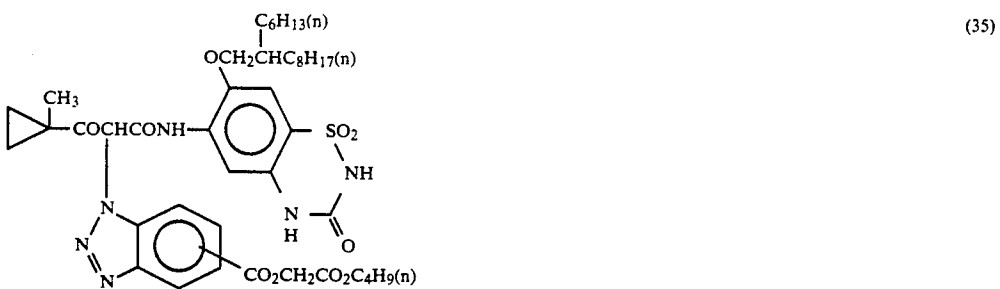 C6H13(n)
(35)
OCH2CHC8H17(n)
CH3
COCHCONH
SO2
NH
N
N
H
O
N
N
CO2CH2CO2C4H9(n)